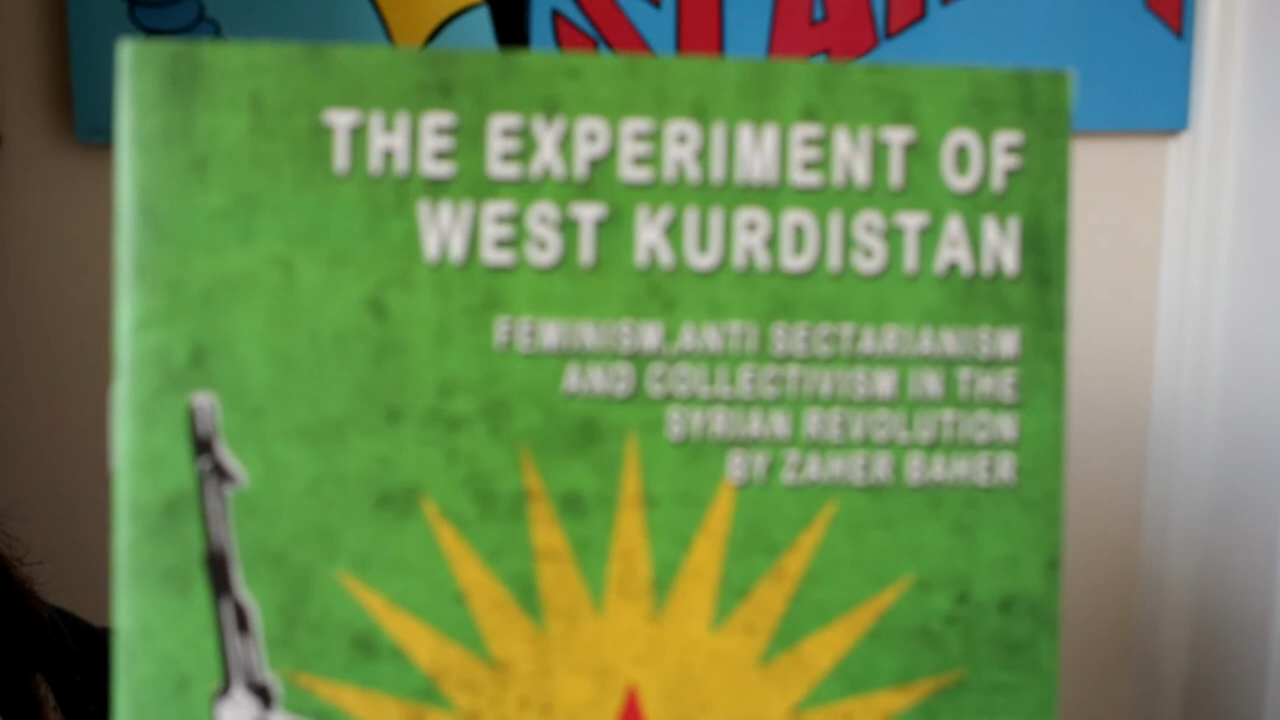 THE EXPERIMENT OF
WEST KURDISTAN
FEMINISM,ANTI SECTARIANISM
AND COLLECTIVISM IN THE
SYRIAN REVOLUTION
BY ZAHER BAHER